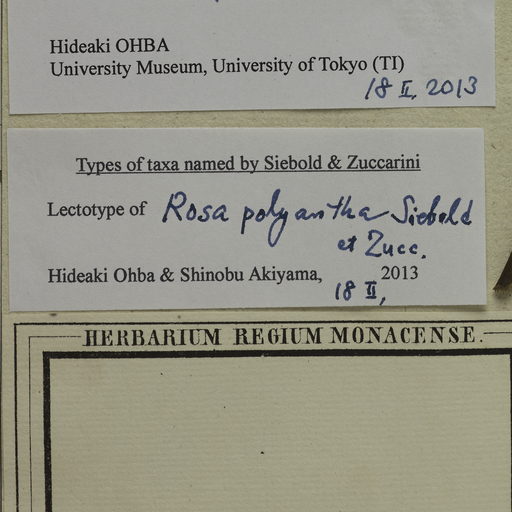 Hideaki OHBA
University Museum, University of Tokyo (TI)
18 II, 2013
Types of taxa named by Siebold & Zuccarini
Lectotype of Rosa polyantha Siebold
et Zucc.
Hideaki Ohba & Shinobu Akiyama, 2013
18 II,
HERBARIUM REGIUM MONACENSE.